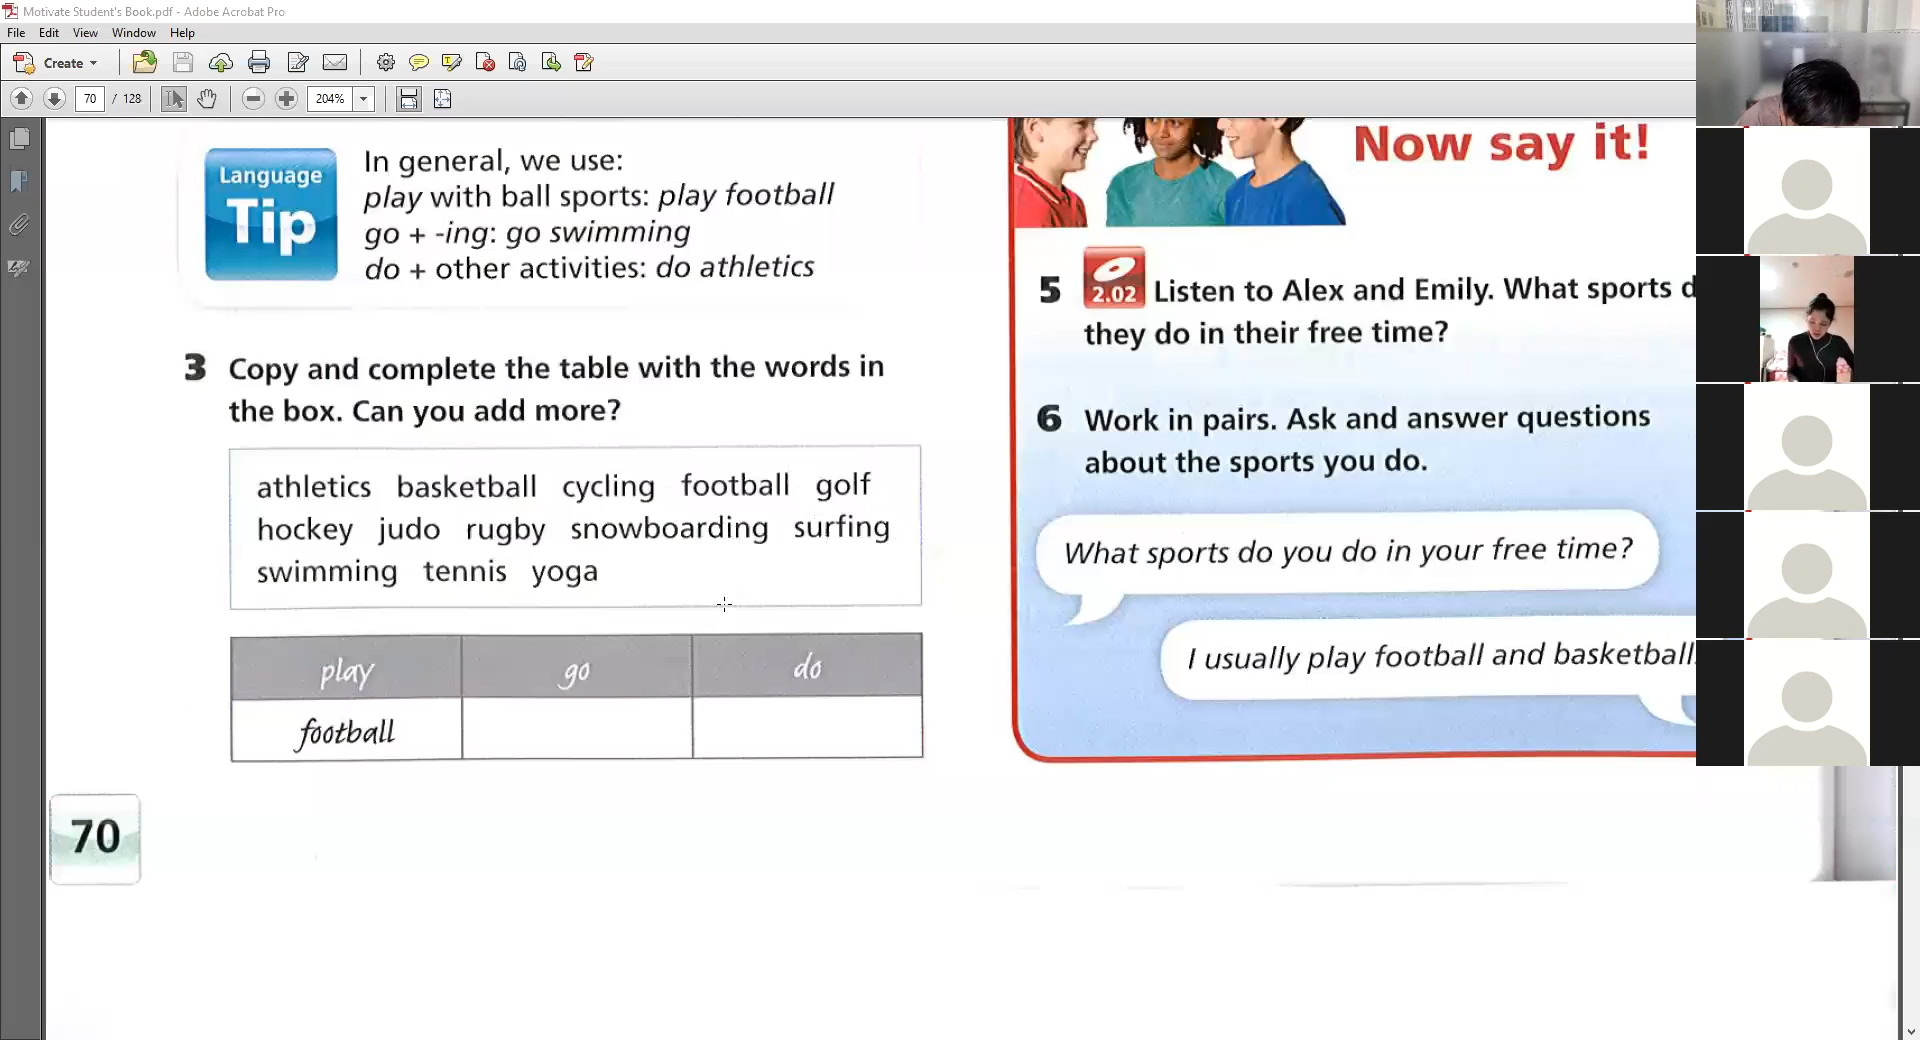 Motivate Student's Book.pdf - Adobe Acrobat Pro
File Edit View Window Help
Create
70 / 128
204%
Language
Tip
In general, we use:
play with ball sports: play football
go + -ing: go swimming
do + other activities: do athletics
3 Copy and complete the table with the words in
the box. Can you add more?
athletics basketball cycling football golf
hockey judo rugby snowboarding surfing
swimming tennis yoga
play go do
football
70
Now say it!
5 2.02 Listen to Alex and Emily. What sports d
they do in their free time?
6 Work in pairs. Ask and answer questions
about the sports you do.
What sports do you do in your free time?
I usually play football and basketball.